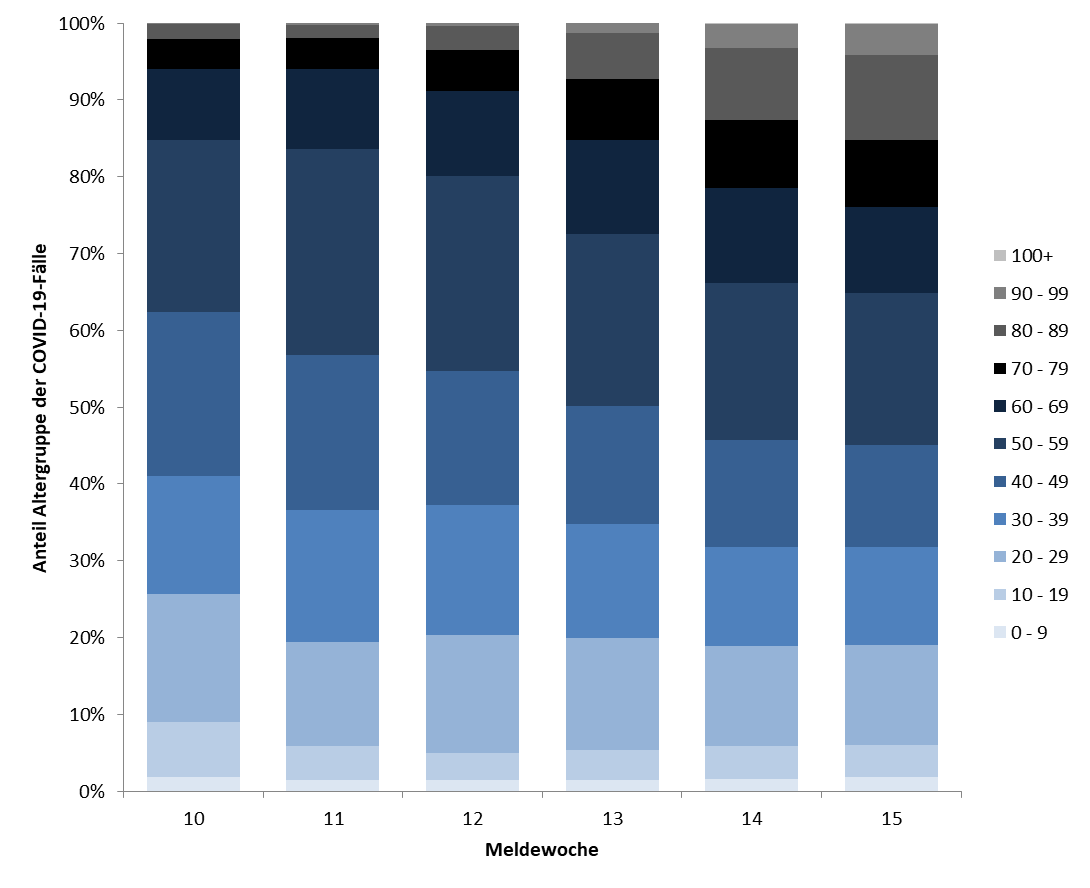 100%
90%
80%
70%
60%
50%
40%
30%
20%
10%
0%
Anteil Altergruppe der COVID-19-Fälle
10 11 12 13 14 15
Meldewoche
100+
90 - 99
80 - 89
70 - 79
60 - 69
50 - 59
40 - 49
30 - 39
20 - 29
10 - 19
0 - 9